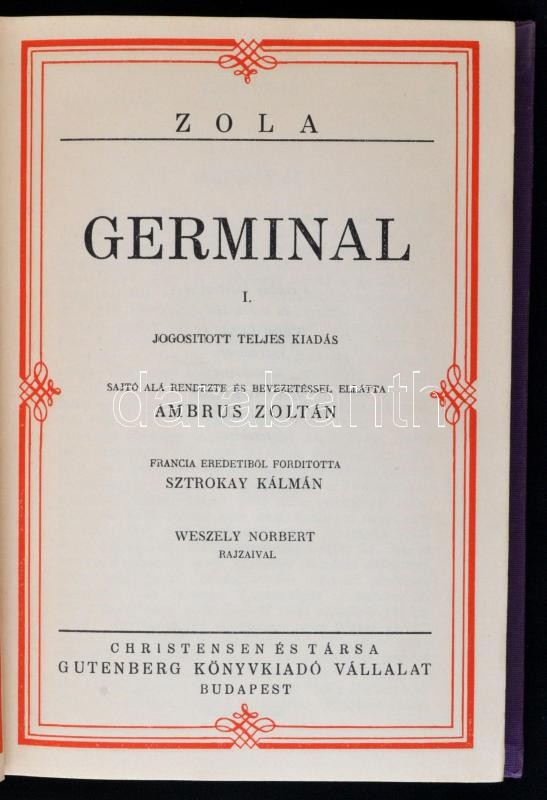 ZOLA
GERMINAL
I.
JOGOSITOTT TELJES KIADÁS
SAJTÓ ALÁ RENDEZTE ÉS BEVEZETÉSSEL ELLÁTTA
AMBRUS ZOLTÁN
darabanth
FRANCIA EREDETIBŐL FORDITOTTA
SZTROKAY KÁLMÁN
WESZELY NORBERT
RAJZAIVAL
CHRISTENSEN ÉS TÁRSA
GUTENBERG KÖNYVKIADÓ VÁLLALAT
BUDAPEST